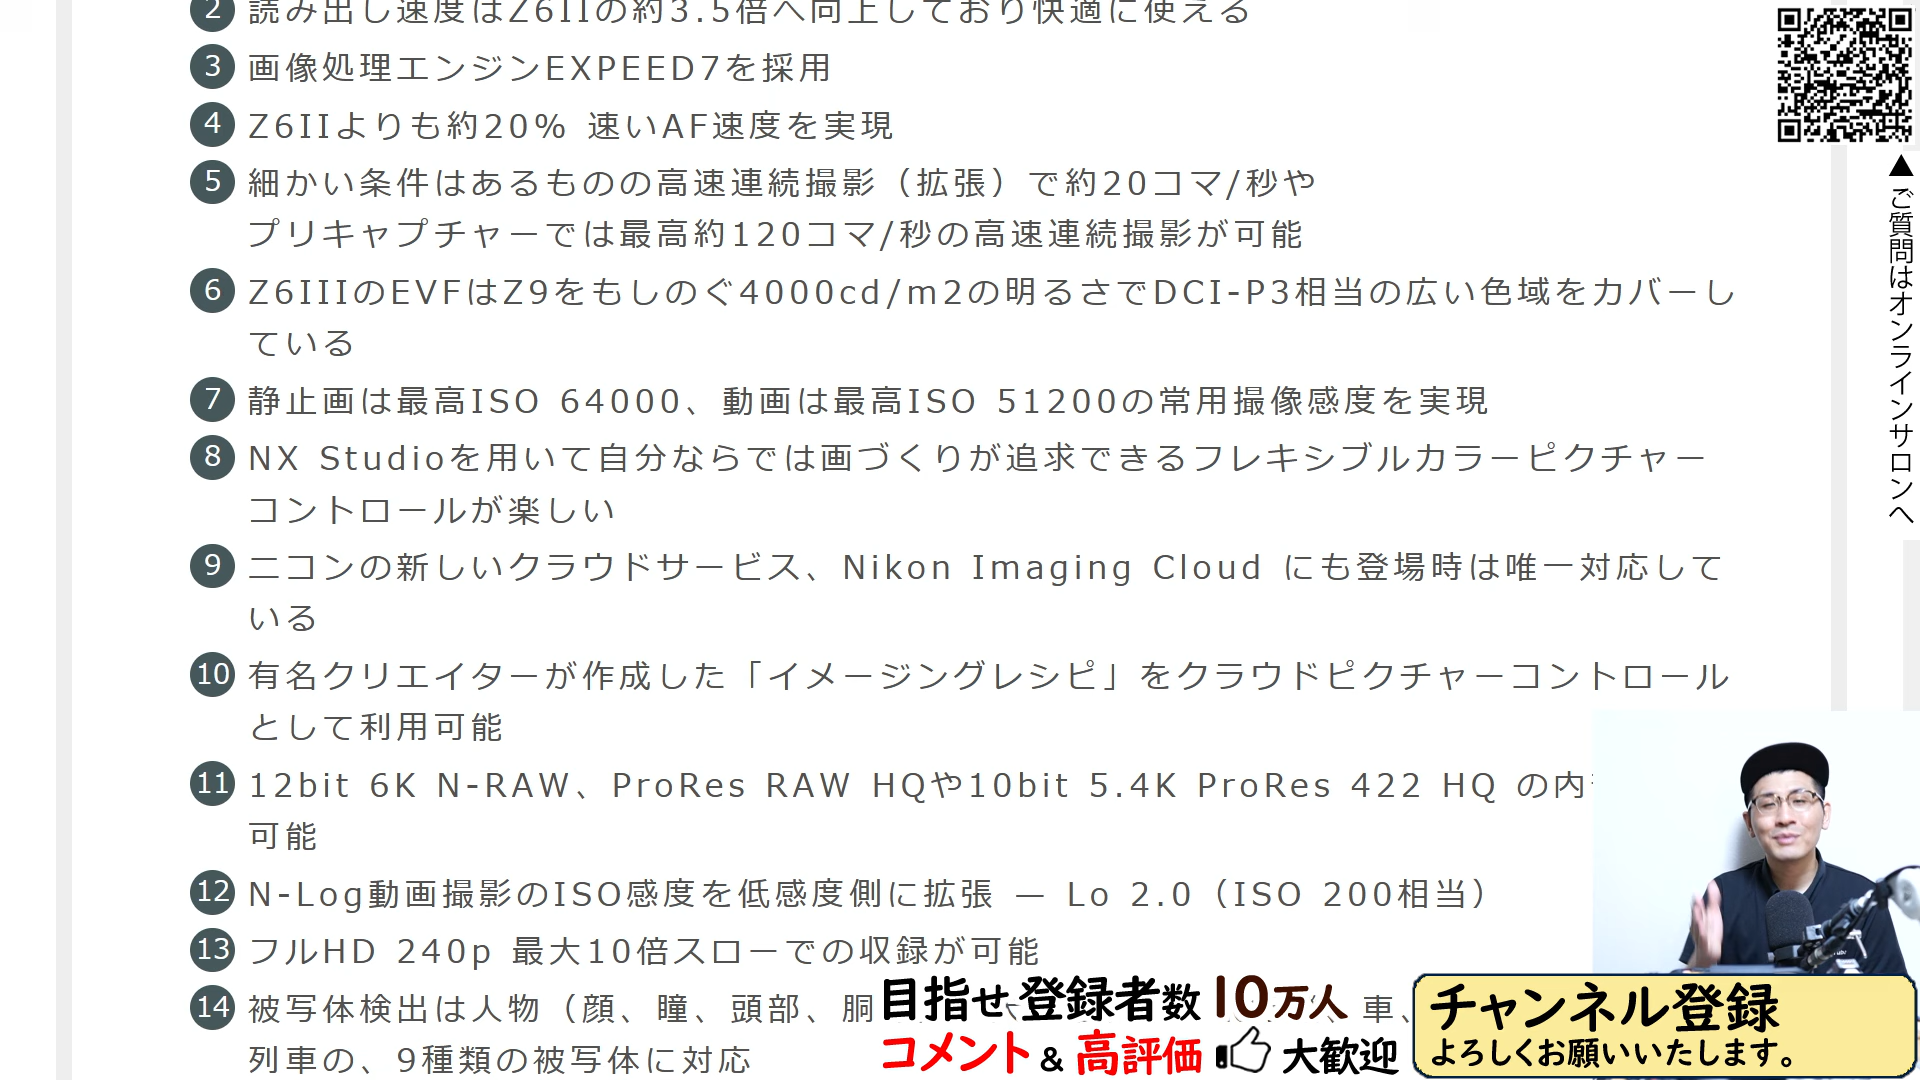 2 読み出し速度はZ6IIの約3.5倍へ向上しており快適に使える
3 画像処理エンジンEXPEED7を採用
4 Z6IIよりも約20% 速いAF速度を実現
5 細かい条件はあるものの高速連続撮影（拡張）で約20コマ/秒や
プリキャプチャーでは最高約120コマ/秒の高速連続撮影が可能
6 Z6IIIのEVFはZ9をもしのぐ4000cd/m2の明るさでDCI-P3相当の広い色域をカバーし
ている
7 静止画は最高ISO 64000、動画は最高ISO 51200の常用撮像感度を実現
8 NX Studioを用いて自分ならでは画づくりが追求できるフレキシブルカラーピクチャー
コントロールが楽しい
9 ニコンの新しいクラウドサービス、Nikon Imaging Cloud にも登場時は唯一対応して
いる
10 有名クリエイターが作成した「イメージングレシピ」をクラウドピクチャーコントロール
として利用可能
11 12bit 6K N-RAW、ProRes RAW HQや10bit 5.4K ProRes 422 HQ の内
可能
12 N-Log動画撮影のISO感度を低感度側に拡張 — Lo 2.0（ISO 200相当）
13 フルHD 240p 最大10倍スローでの収録が可能
14 被写体検出は人物（顔、瞳、頭部、胴 車、
列車の、9種類の被写体に対応
▲ご質問はオンラインサロンへ
目指せ登録者数10万人
コメント&高評価 大歓迎
チャンネル登録
よろしくお願いいたします。